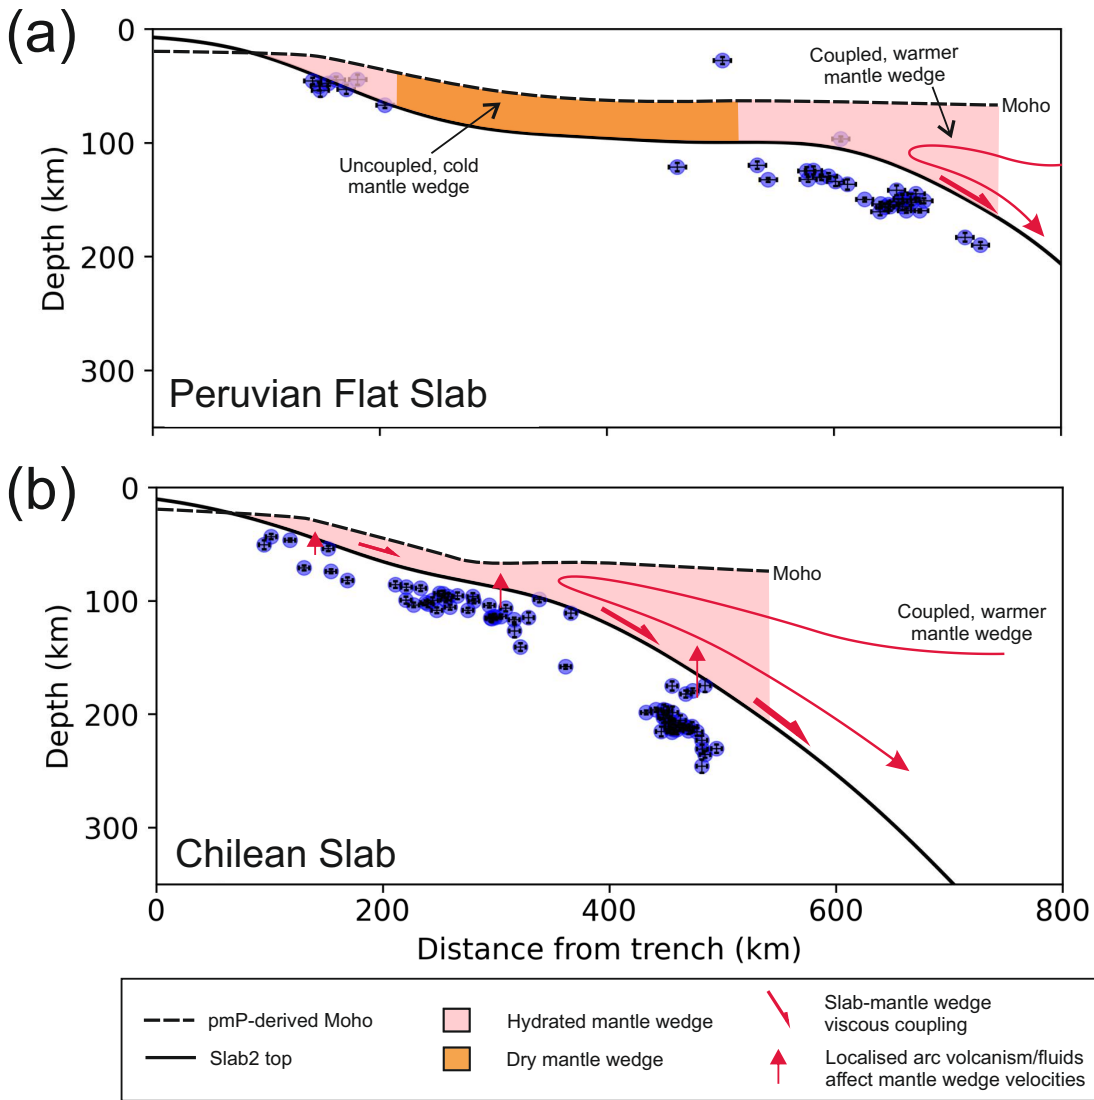 (a)
0
100
200
300
Depth (km)
Coupled, warmer
mantle wedge
Moho
Uncoupled, cold
mantle wedge
Peruvian Flat Slab
(b)
0
100
200
300
Depth (km)
Moho
Coupled, warmer
mantle wedge
Chilean Slab
0
200
400
600
800
Distance from trench (km)
pmP-derived Moho
Slab2 top
Hydrated mantle wedge
Dry mantle wedge
Slab-mantle wedge
viscous coupling
Localised arc volcanism/fluids
affect mantle wedge velocities